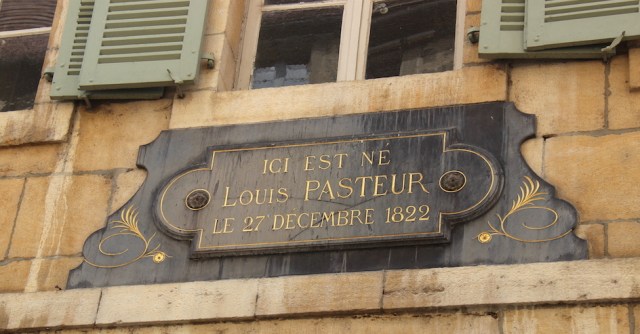 ICI EST NÉ
LOUIS PASTEUR
LE 27 DÉCEMBRE 1822